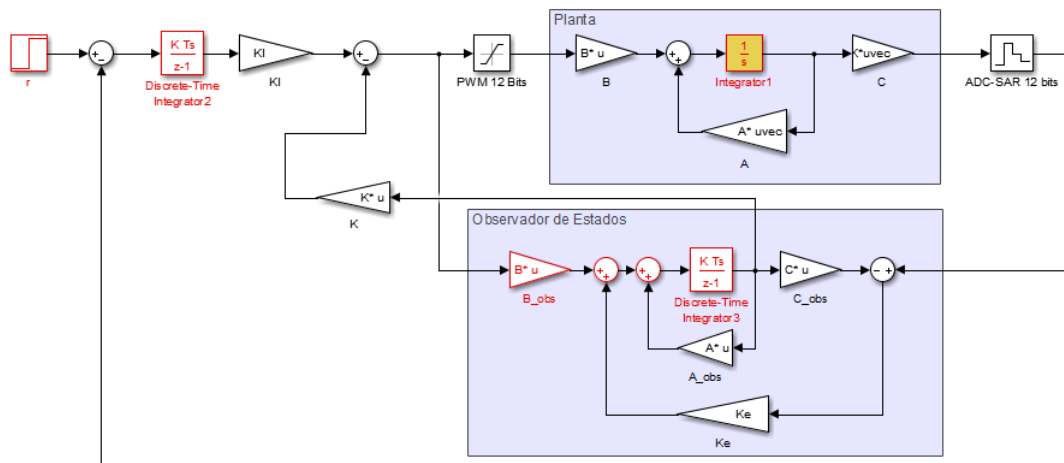 Planta
r
K Ts
z-1
Discrete-Time
Integrator2
KI
KI
PWM 12 Bits
B* u
B
1
s
Integrator1
K*uvec
C
ADC-SAR 12 bits
A* uvec
A
K* u
K
Observador de Estados
B* u
B_obs
K Ts
z-1
Discrete-Time
Integrator3
C* u
C_obs
A* u
A_obs
Ke
Ke